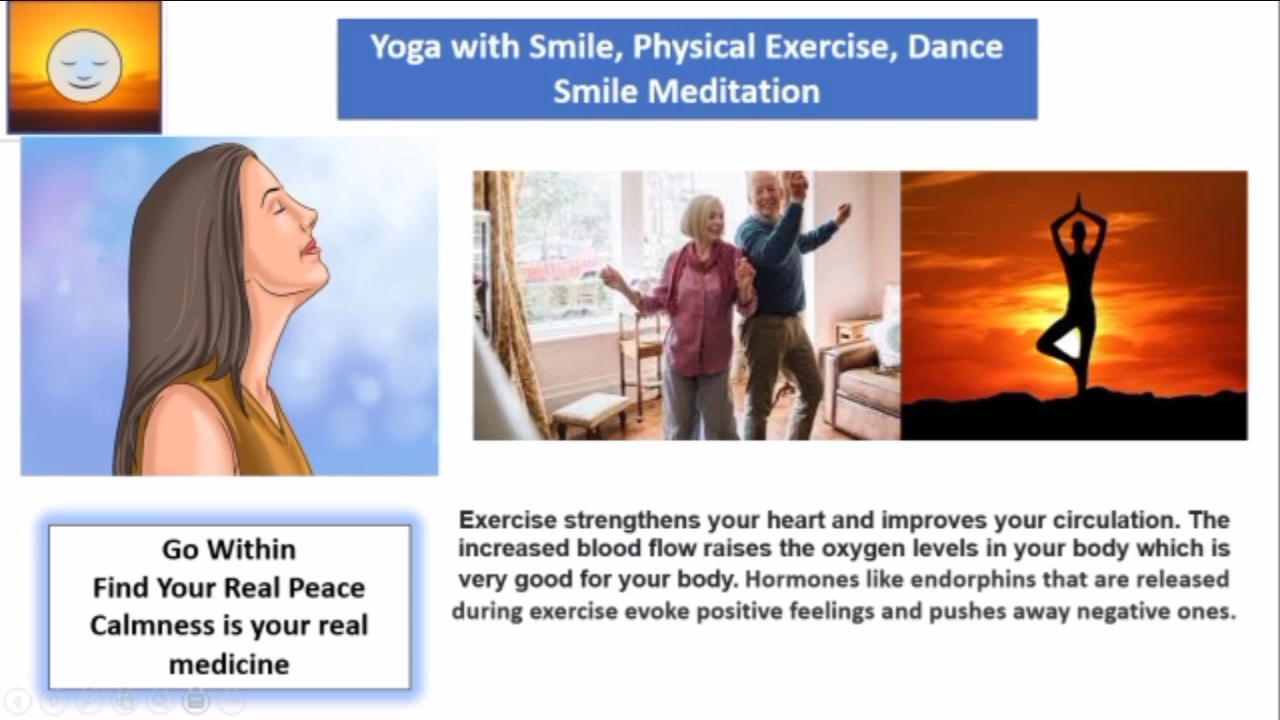 Yoga with Smile, Physical Exercise, Dance
Smile Meditation
Go Within
Find Your Real Peace
Calmness is your real
medicine
Exercise strengthens your heart and improves your circulation. The
increased blood flow raises the oxygen levels in your body which is
very good for your body. Hormones like endorphins that are released
during exercise evoke positive feelings and pushes away negative ones.